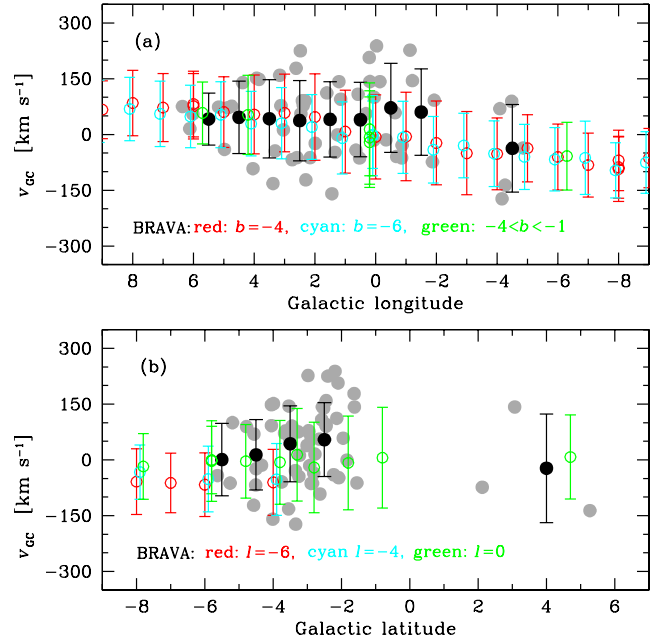 (a)
300
150
0
−150
−300
v_GC [km s⁻¹]
BRAVA: red: b=−4, cyan: b=−6, green: −4<b<−1
8 6 4 2 0 −2 −4 −6 −8
Galactic longitude
(b)
300
150
0
−150
−300
v_GC [km s⁻¹]
BRAVA: red: l=−6, cyan l=−4, green: l=0
−8 −6 −4 −2 0 2 4 6
Galactic latitude